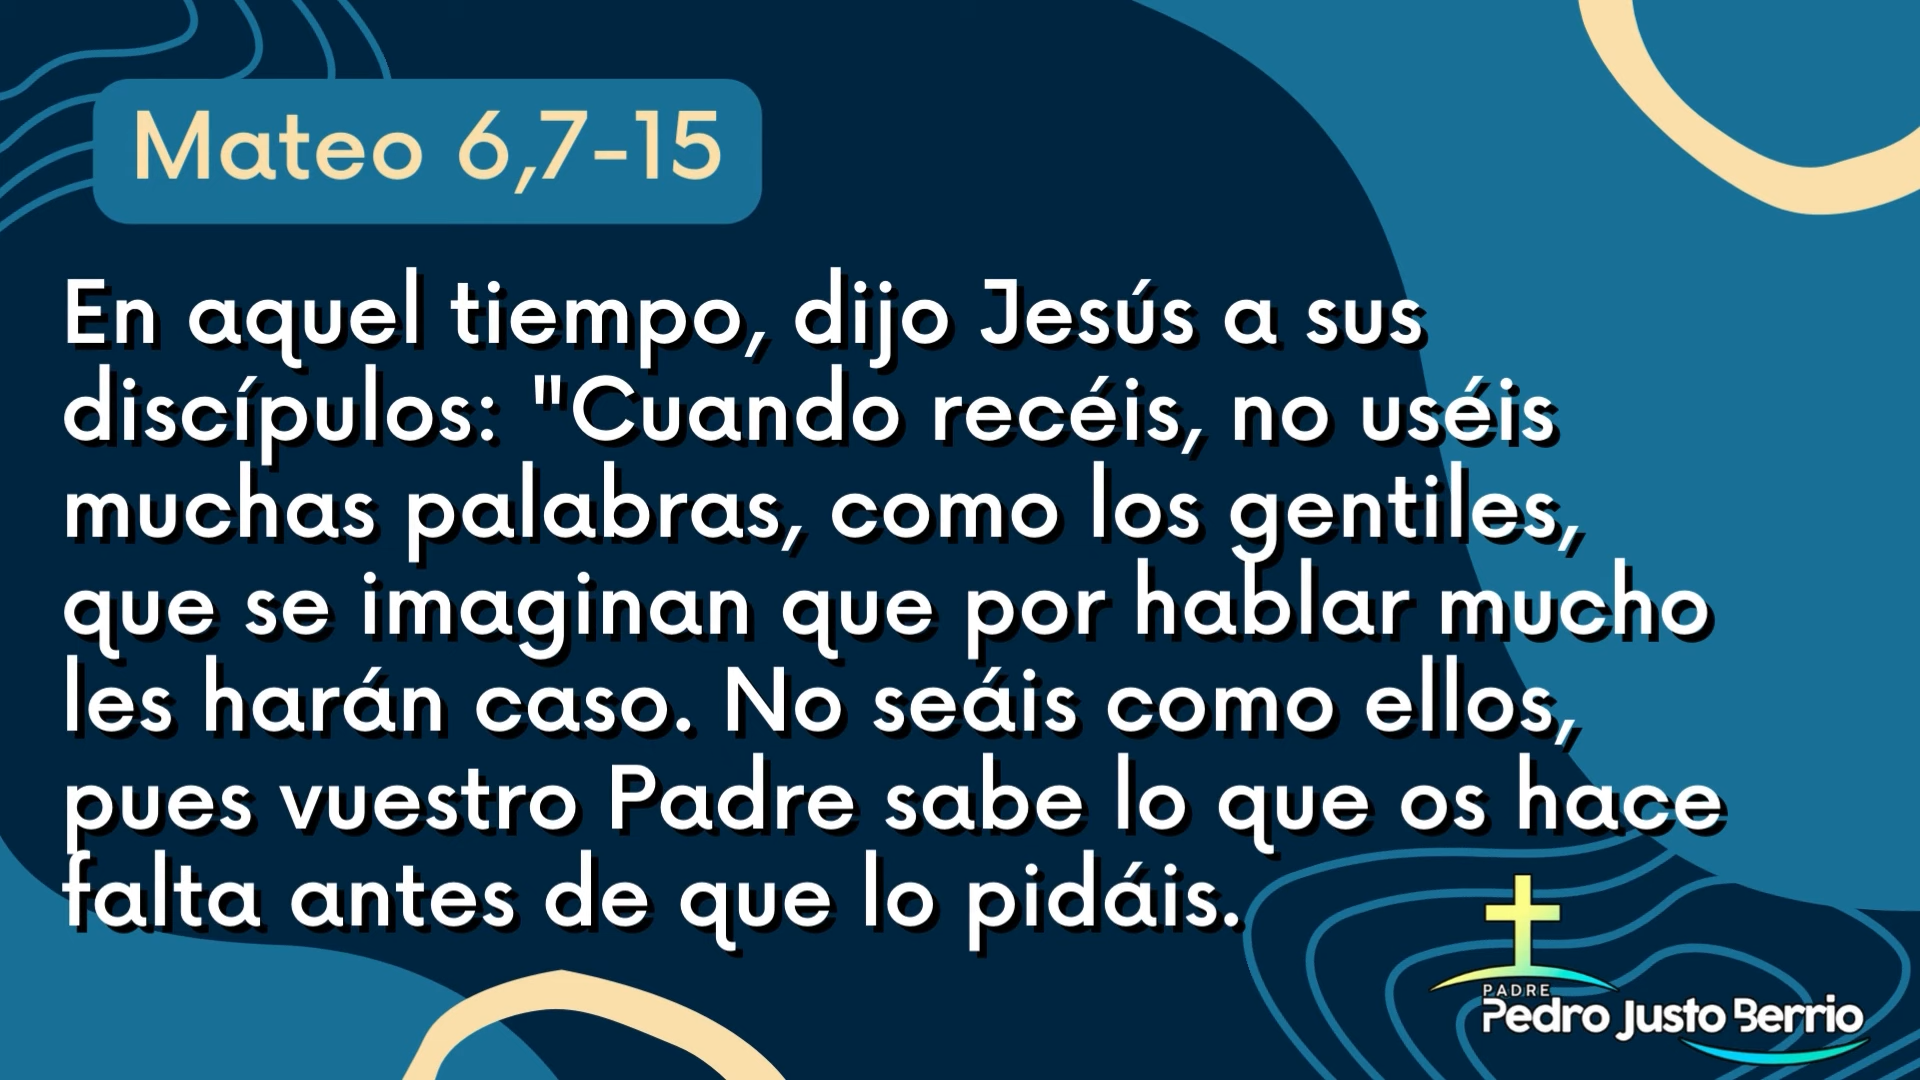 Mateo 6,7-15
En aquel tiempo, dijo Jesús a sus
discípulos: "Cuando recéis, no uséis
muchas palabras, como los gentiles,
que se imaginan que por hablar mucho
les harán caso. No seáis como ellos,
pues vuestro Padre sabe lo que os hace
falta antes de que lo pidáis.
PADRE
Pedro Justo Berrio